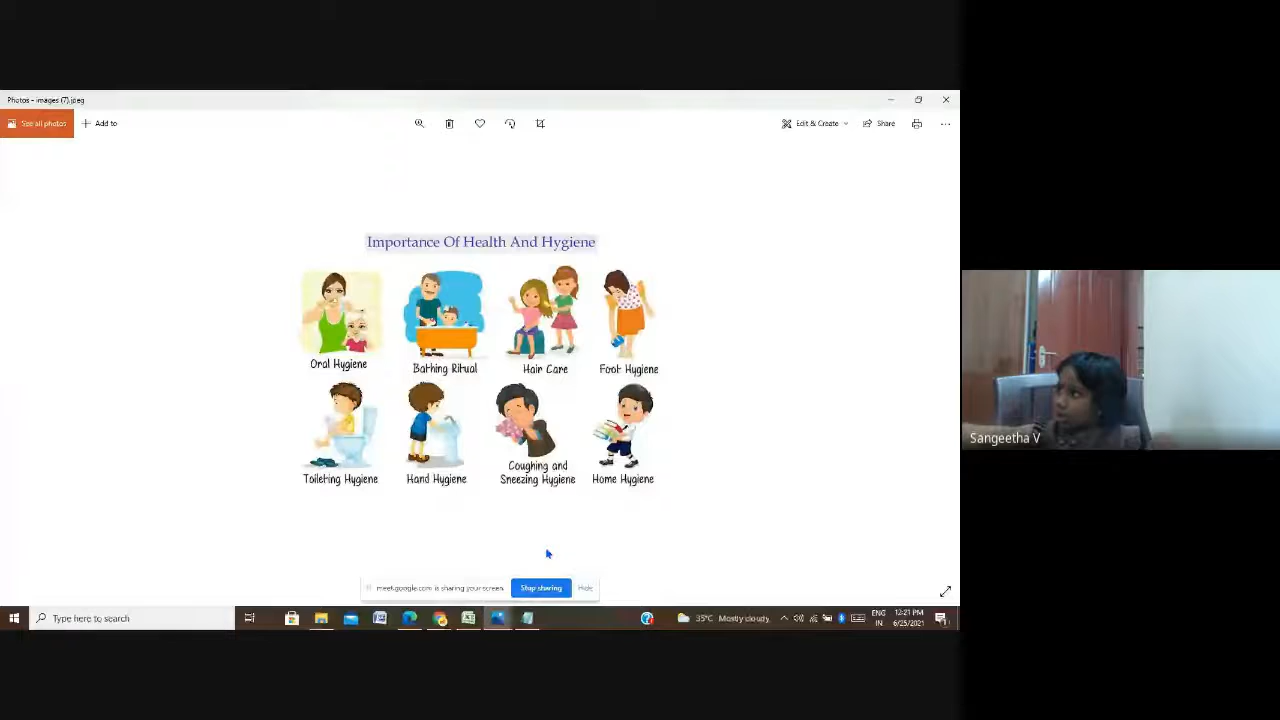 Photos - images (7).jpeg
See all photos
Add to
Edit & Create
Share
Importance Of Health And Hygiene
Oral Hygiene
Bathing Ritual
Hair Care
Foot Hygiene
Toileting Hygiene
Hand Hygiene
Coughing and
Sneezing Hygiene
Home Hygiene
Sangeetha V
meet.google.com is sharing your screen.
Stop sharing
Hide
Type here to search
35°C Mostly cloudy
ENG
IN
12:21 PM
6/25/2021